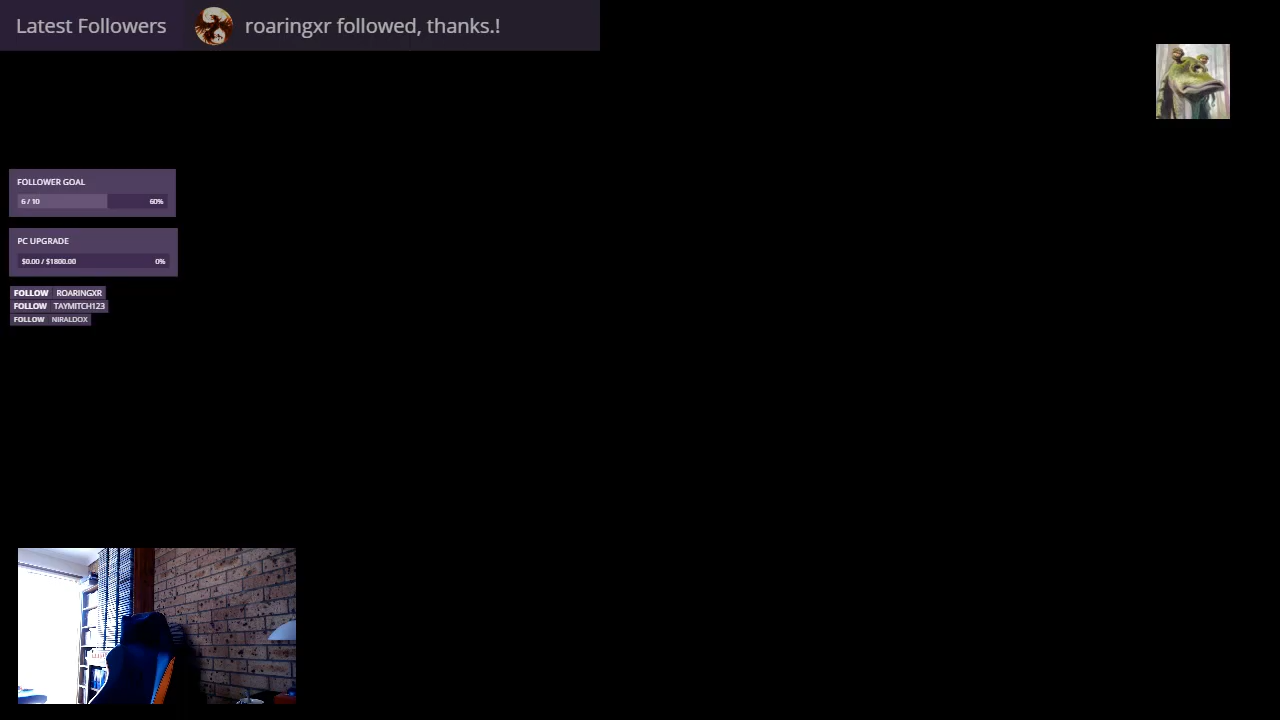 Latest Followers
roaringxr followed, thanks.!
FOLLOWER GOAL
6 / 10 60%
PC UPGRADE
$0.00 / $1800.00 0%
FOLLOW ROARINGXR
FOLLOW TAYMITCH123
FOLLOW NIRALDOX